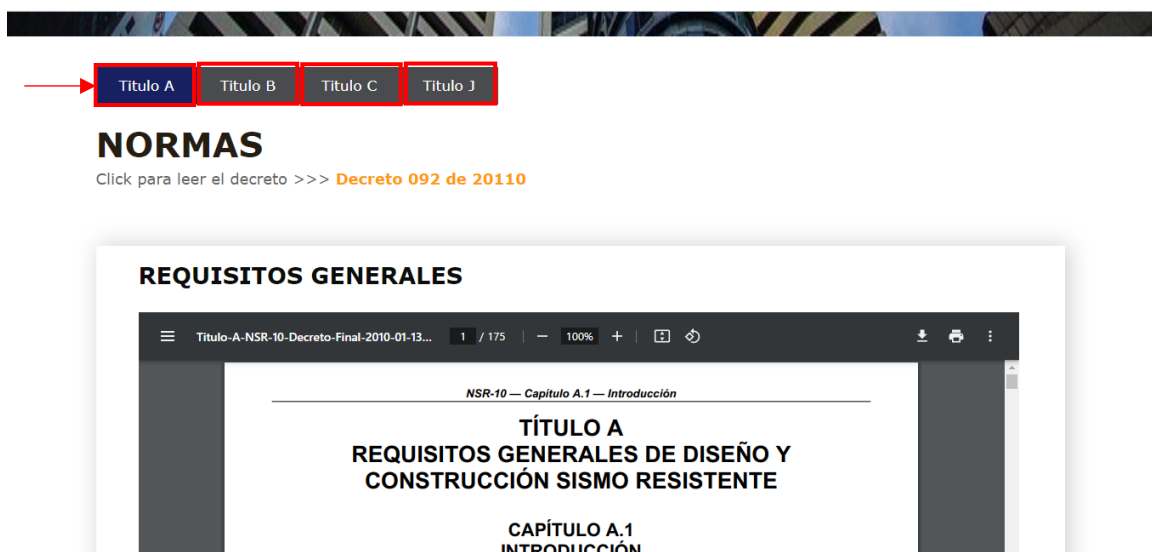 Titulo A Titulo B Titulo C Titulo J
NORMAS
Click para leer el decreto >>> Decreto 092 de 20110
REQUISITOS GENERALES
Titulo-A-NSR-10-Decreto-Final-2010-01-13... 1 / 175 | — 100% + |
NSR-10 — Capítulo A.1 — Introducción
TÍTULO A
REQUISITOS GENERALES DE DISEÑO Y
CONSTRUCCIÓN SISMO RESISTENTE
CAPÍTULO A.1
INTRODUCCIÓN